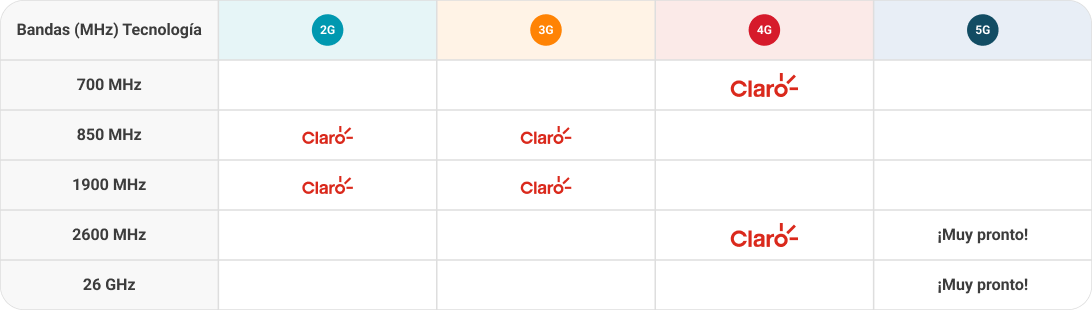 Bandas (MHz) Tecnología 2G 3G 4G 5G
700 MHz Claro
850 MHz Claro Claro
1900 MHz Claro Claro
2600 MHz Claro ¡Muy pronto!
26 GHz ¡Muy pronto!